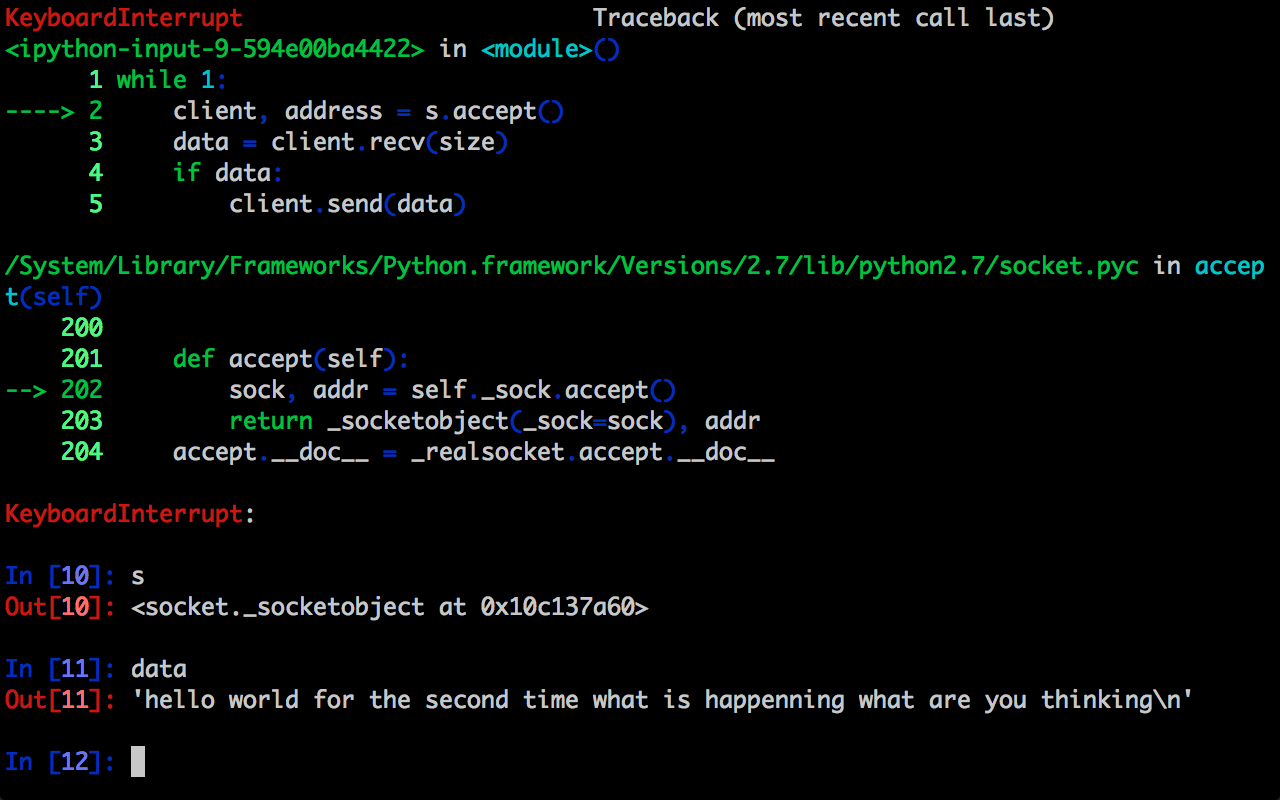 KeyboardInterrupt                         Traceback (most recent call last)
<ipython-input-9-594e00ba4422> in <module>()
      1 while 1:
----> 2     client, address = s.accept()
      3     data = client.recv(size)
      4     if data:
      5         client.send(data)
/System/Library/Frameworks/Python.framework/Versions/2.7/lib/python2.7/socket.pyc in accep
t(self)
    200
    201     def accept(self):
--> 202         sock, addr = self._sock.accept()
    203         return _socketobject(_sock=sock), addr
    204     accept.__doc__ = _realsocket.accept.__doc__
KeyboardInterrupt:
In [10]: s
Out[10]: <socket._socketobject at 0x10c137a60>
In [11]: data
Out[11]: 'hello world for the second time what is happenning what are you thinking\n'
In [12]: